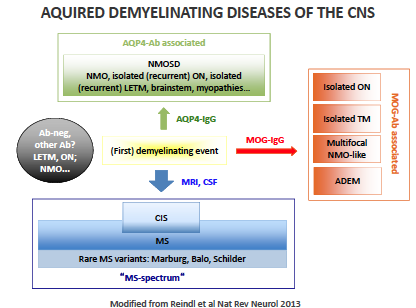 AQUIRED DEMYELINATING DISEASES OF THE CNS
AQP4-Ab associated
NMOSD
NMO, isolated (recurrent) ON, isolated
(recurrent) LETM, brainstem, myopathies...
AQP4-IgG
Ab-neg,
other Ab?
LETM, ON;
NMO...
(First) demyelinating event
MOG-IgG
Isolated ON
Isolated TM
Multifocal
NMO-like
ADEM
MOG-Ab associated
MRI, CSF
CIS
MS
Rare MS variants: Marburg, Balo, Schilder
"MS-spectrum"
Modified from Reindl et al Nat Rev Neurol 2013